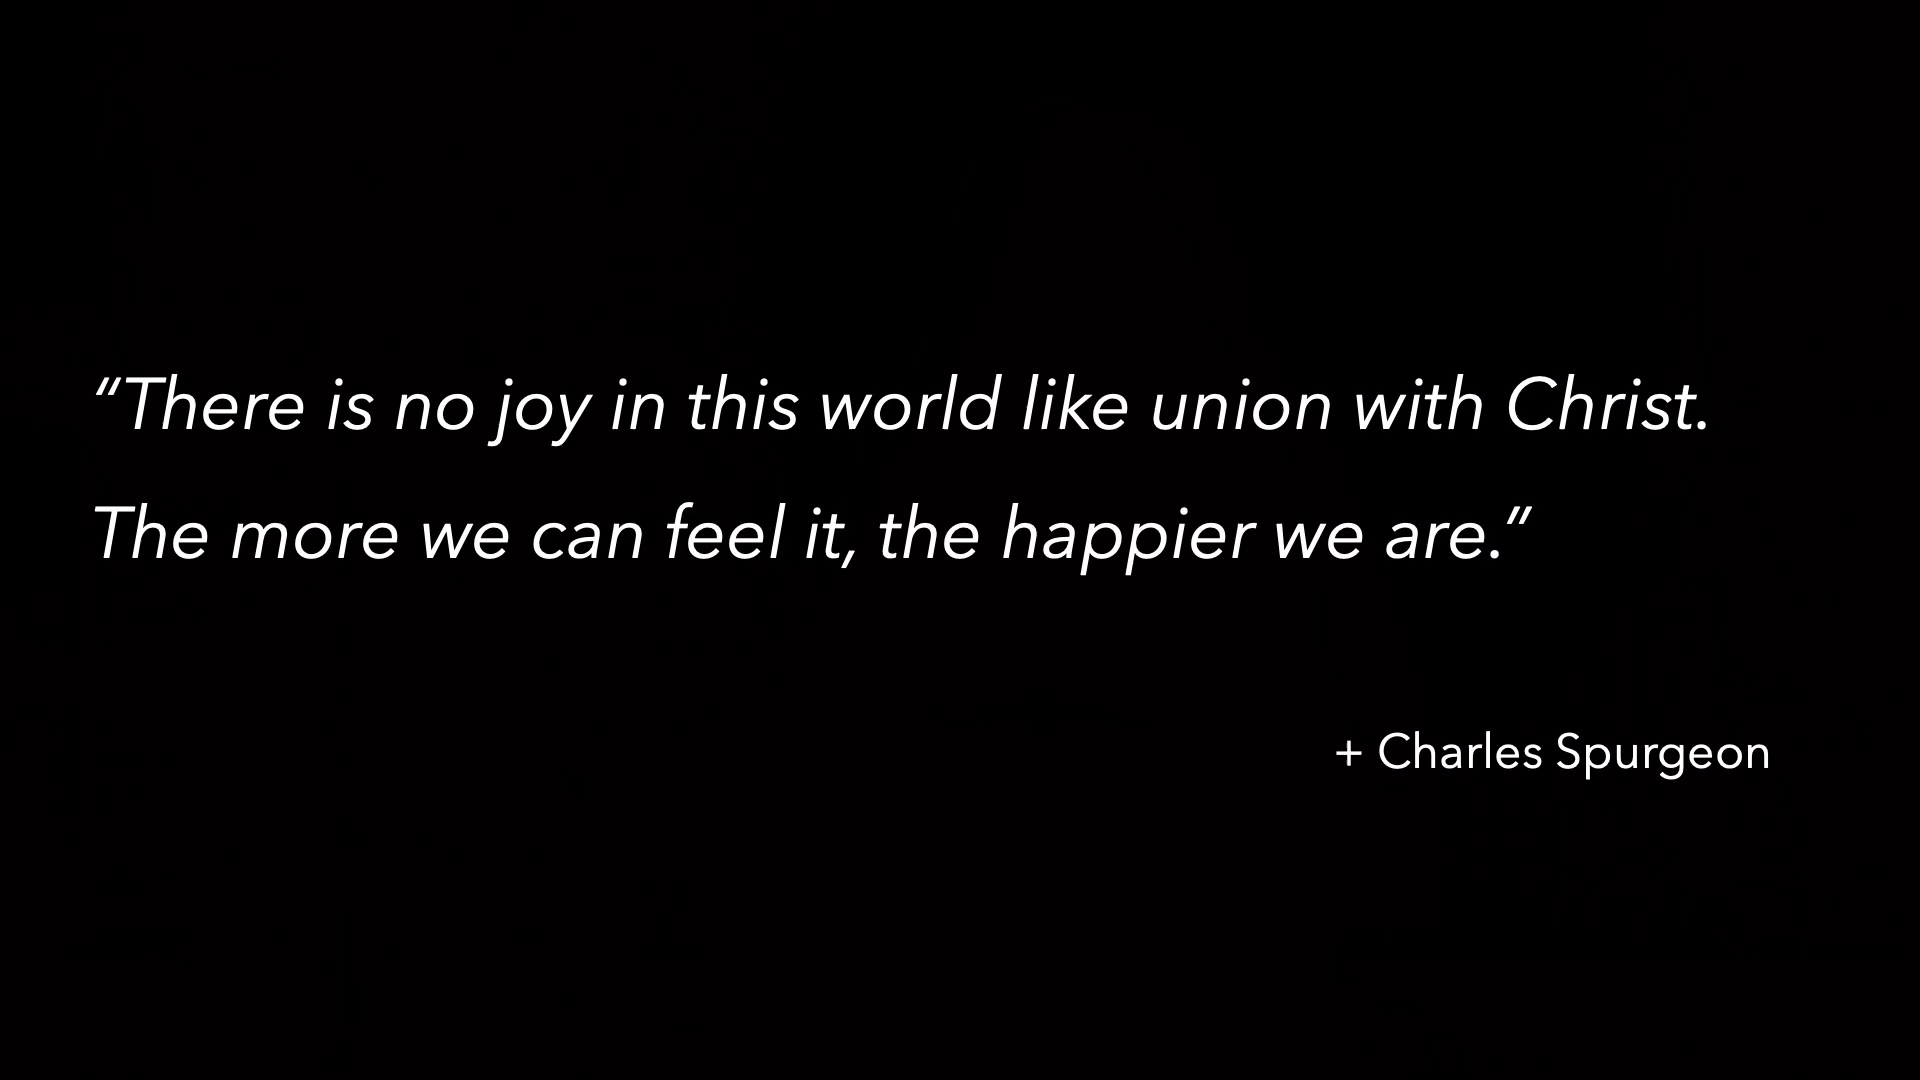 “There is no joy in this world like union with Christ.
The more we can feel it, the happier we are.”
+ Charles Spurgeon